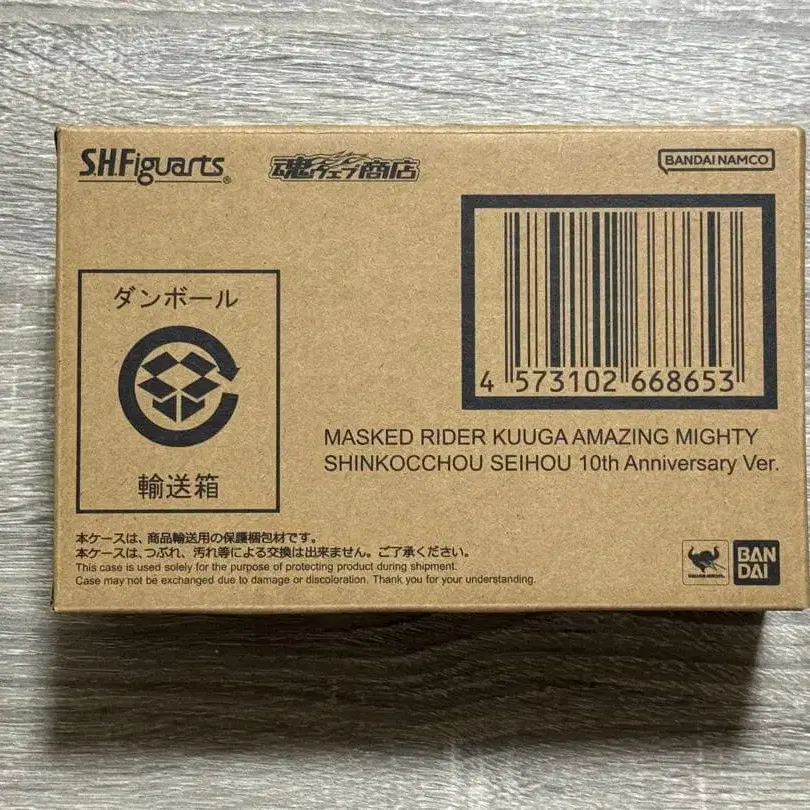 S.H.Figuarts®
魂ウェブ商店
BANDAI NAMCO
ダンボール
輸送箱
4 573102 668653
MASKED RIDER KUUGA AMAZING MIGHTY
SHINKOCCHOU SEIHOU 10th Anniversary Ver.
本ケースは、商品輸送用の保護梱包材です。
本ケースは、つぶれ、汚れ等による交換は出来ません。ご了承ください。
This case is used solely for the purpose of protecting product during shipment.
Case may not be exchanged due to damage or discoloration. Thank you for your understanding.
BAN
DAI